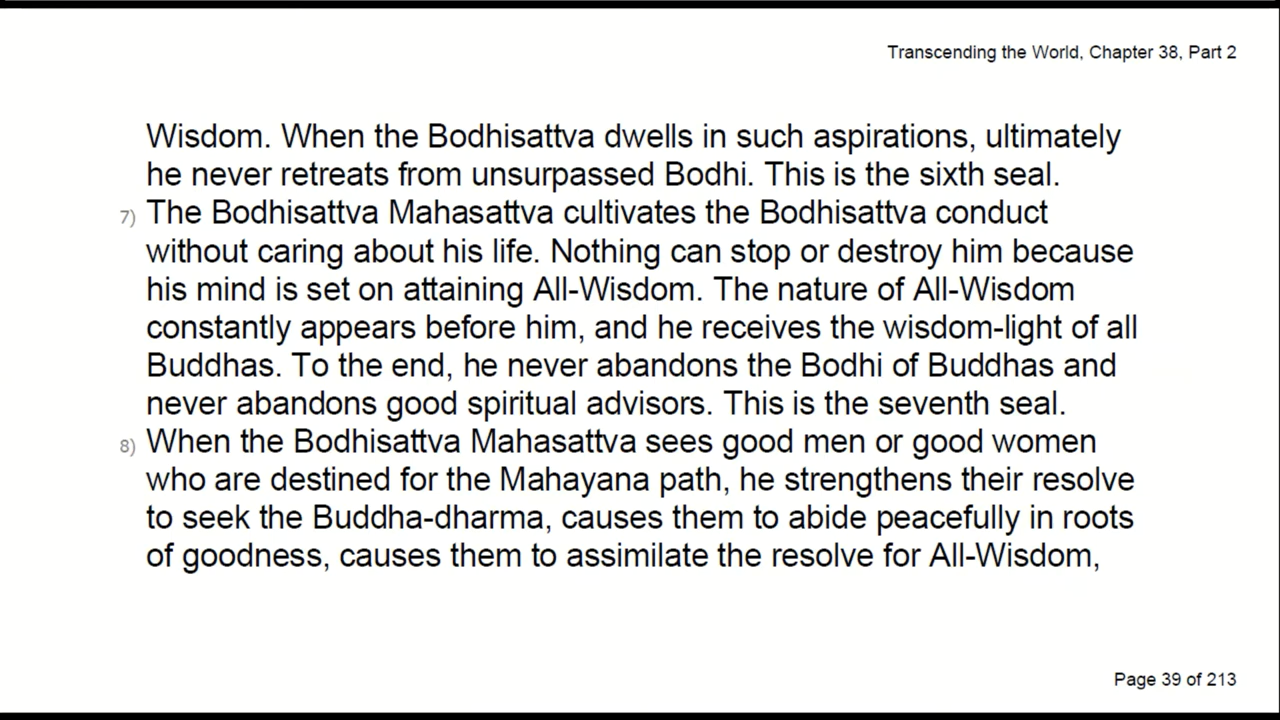 Transcending the World, Chapter 38, Part 2
Wisdom. When the Bodhisattva dwells in such aspirations, ultimately
he never retreats from unsurpassed Bodhi. This is the sixth seal.
7) The Bodhisattva Mahasattva cultivates the Bodhisattva conduct
without caring about his life. Nothing can stop or destroy him because
his mind is set on attaining All-Wisdom. The nature of All-Wisdom
constantly appears before him, and he receives the wisdom-light of all
Buddhas. To the end, he never abandons the Bodhi of Buddhas and
never abandons good spiritual advisors. This is the seventh seal.
8) When the Bodhisattva Mahasattva sees good men or good women
who are destined for the Mahayana path, he strengthens their resolve
to seek the Buddha-dharma, causes them to abide peacefully in roots
of goodness, causes them to assimilate the resolve for All-Wisdom,
Page 39 of 213